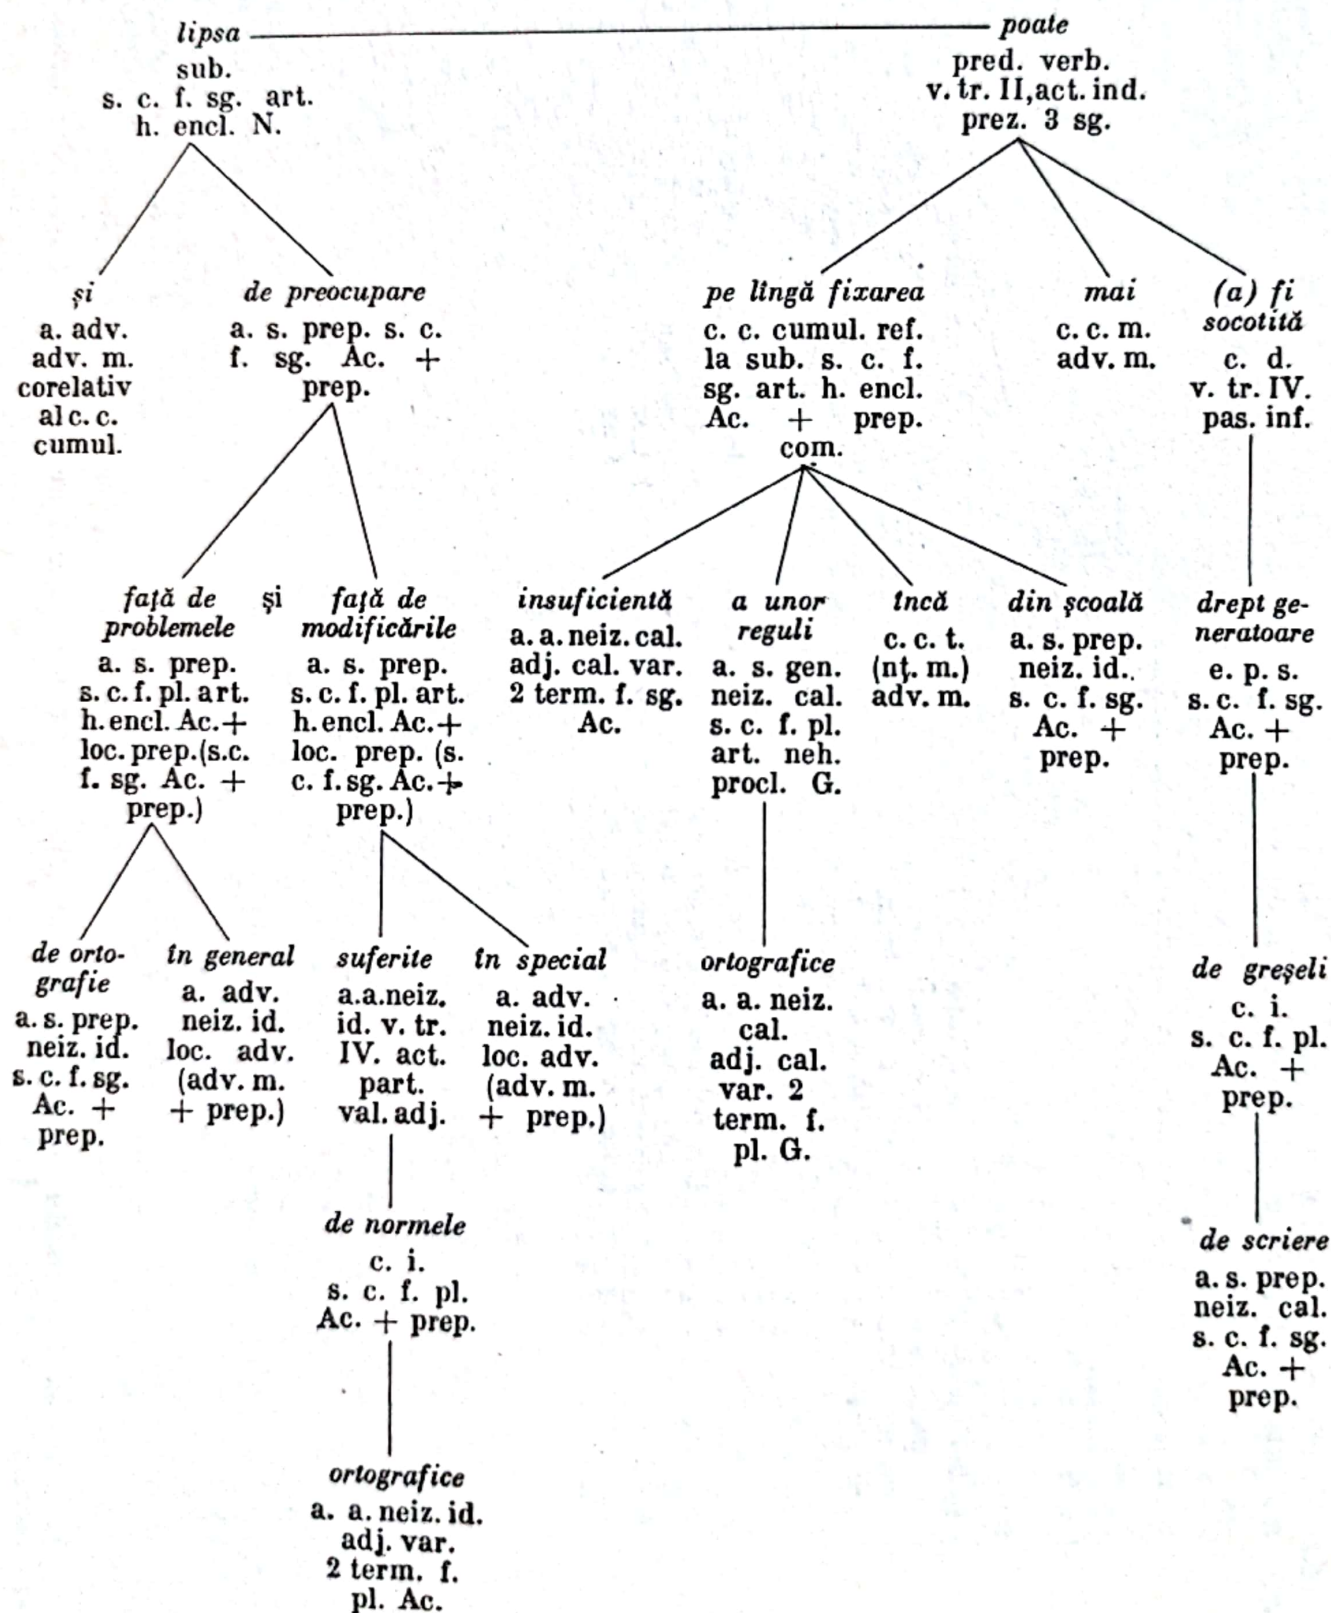 lipsa
sub.
s. c. f. sg. art.
h. encl. N.
poate
pred. verb.
v. tr. II, act. ind.
prez. 3 sg.
și
a. adv.
adv. m.
corelativ
al c. c.
cumul.
de preocupare
a. s. prep. s. c.
f. sg. Ac. +
prep.
pe lîngă fixarea
c. c. cumul. ref.
la sub. s. c. f.
sg. art. h. encl.
Ac. + prep.
com.
mai
c. c. m.
adv. m.
(a) fi
socotită
c. d.
v. tr. IV.
pas. inf.
față de
problemele
a. s. prep.
s. c. f. pl. art.
h. encl. Ac. +
loc. prep. (s.c.
f. sg. Ac. +
prep.)
și
față de
modificările
a. s. prep.
s. c. f. pl. art.
h. encl. Ac. +
loc. prep. (s.
c. f. sg. Ac. +
prep.)
insuficientă
a. a. neiz. cal.
adj. cal. var.
2 term. f. sg.
Ac.
a unor
reguli
a. s. gen.
neiz. cal.
s. c. f. pl.
art. neh.
procl. G.
încă
c. c. t.
(nț. m.)
adv. m.
din școală
a. s. prep.
neiz. id.
s. c. f. sg.
Ac. +
prep.
drept ge-
neratoare
e. p. s.
s. c. f. sg.
Ac. +
prep.
de orto-
grafie
a. s. prep.
neiz. id.
s. c. f. sg.
Ac. +
prep.
în general
a. adv.
neiz. id.
loc. adv.
(adv. m.
+ prep.)
suferite
a. a. neiz.
id. v. tr.
IV. act.
part.
val. adj.
în special
a. adv.
neiz. id.
loc. adv.
(adv. m.
+ prep.)
ortografice
a. a. neiz.
cal.
adj. cal.
var. 2
term. f.
pl. G.
de greșeli
c. i.
s. c. f. pl.
Ac. +
prep.
de normele
c. i.
s. c. f. pl.
Ac. + prep.
de scriere
a. s. prep.
neiz. cal.
s. c. f. sg.
Ac. +
prep.
ortografice
a. a. neiz. id.
adj. var.
2 term. f.
pl. Ac.